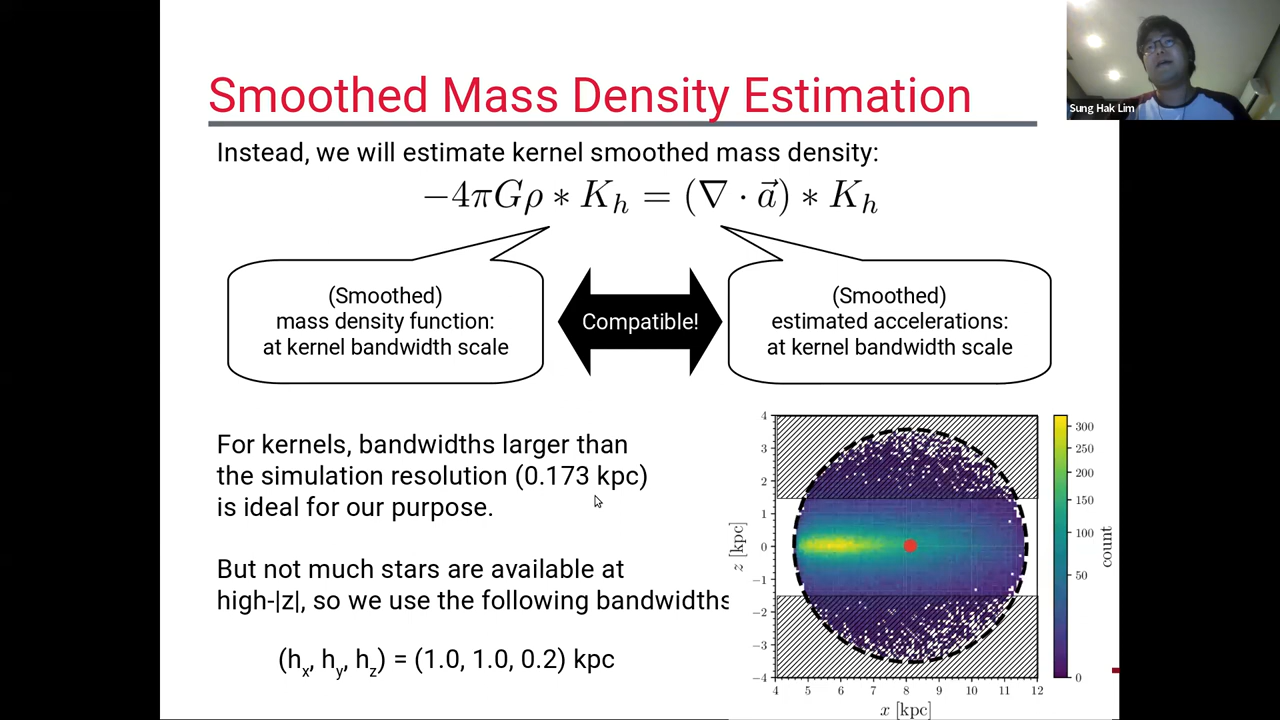 Smoothed Mass Density Estimation
Sung Hak Lim
Instead, we will estimate kernel smoothed mass density:
−4πGρ ∗ K_h = (∇ · a⃗) ∗ K_h
(Smoothed)
mass density function:
at kernel bandwidth scale
Compatible!
(Smoothed)
estimated accelerations:
at kernel bandwidth scale
For kernels, bandwidths larger than
the simulation resolution (0.173 kpc)
is ideal for our purpose.
But not much stars are available at
high-|z|, so we use the following bandwidths
(h_x, h_y, h_z) = (1.0, 1.0, 0.2) kpc
z [kpc]
4
3
2
1
0
−1
−2
−3
−4
4 5 6 7 8 9 10 11 12
x [kpc]
300
250
200
150
100
50
0
count